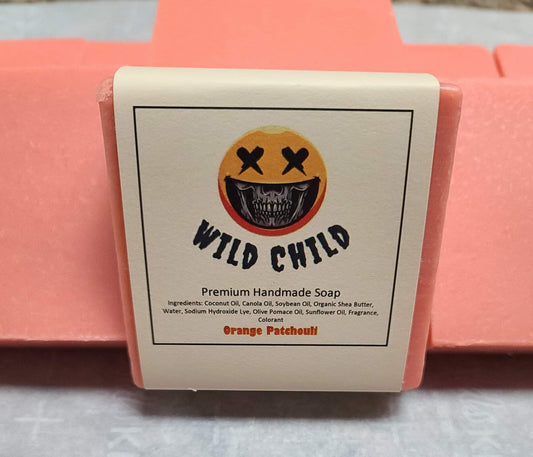 WILD CHILD
Premium Handmade Soap
Ingredients: Coconut Oil, Canola Oil, Soybean Oil, Organic Shea Butter,
Water, Sodium Hydroxide Lye, Olive Pomace Oil, Sunflower Oil, Fragrance,
Colorant
Orange Patchouli